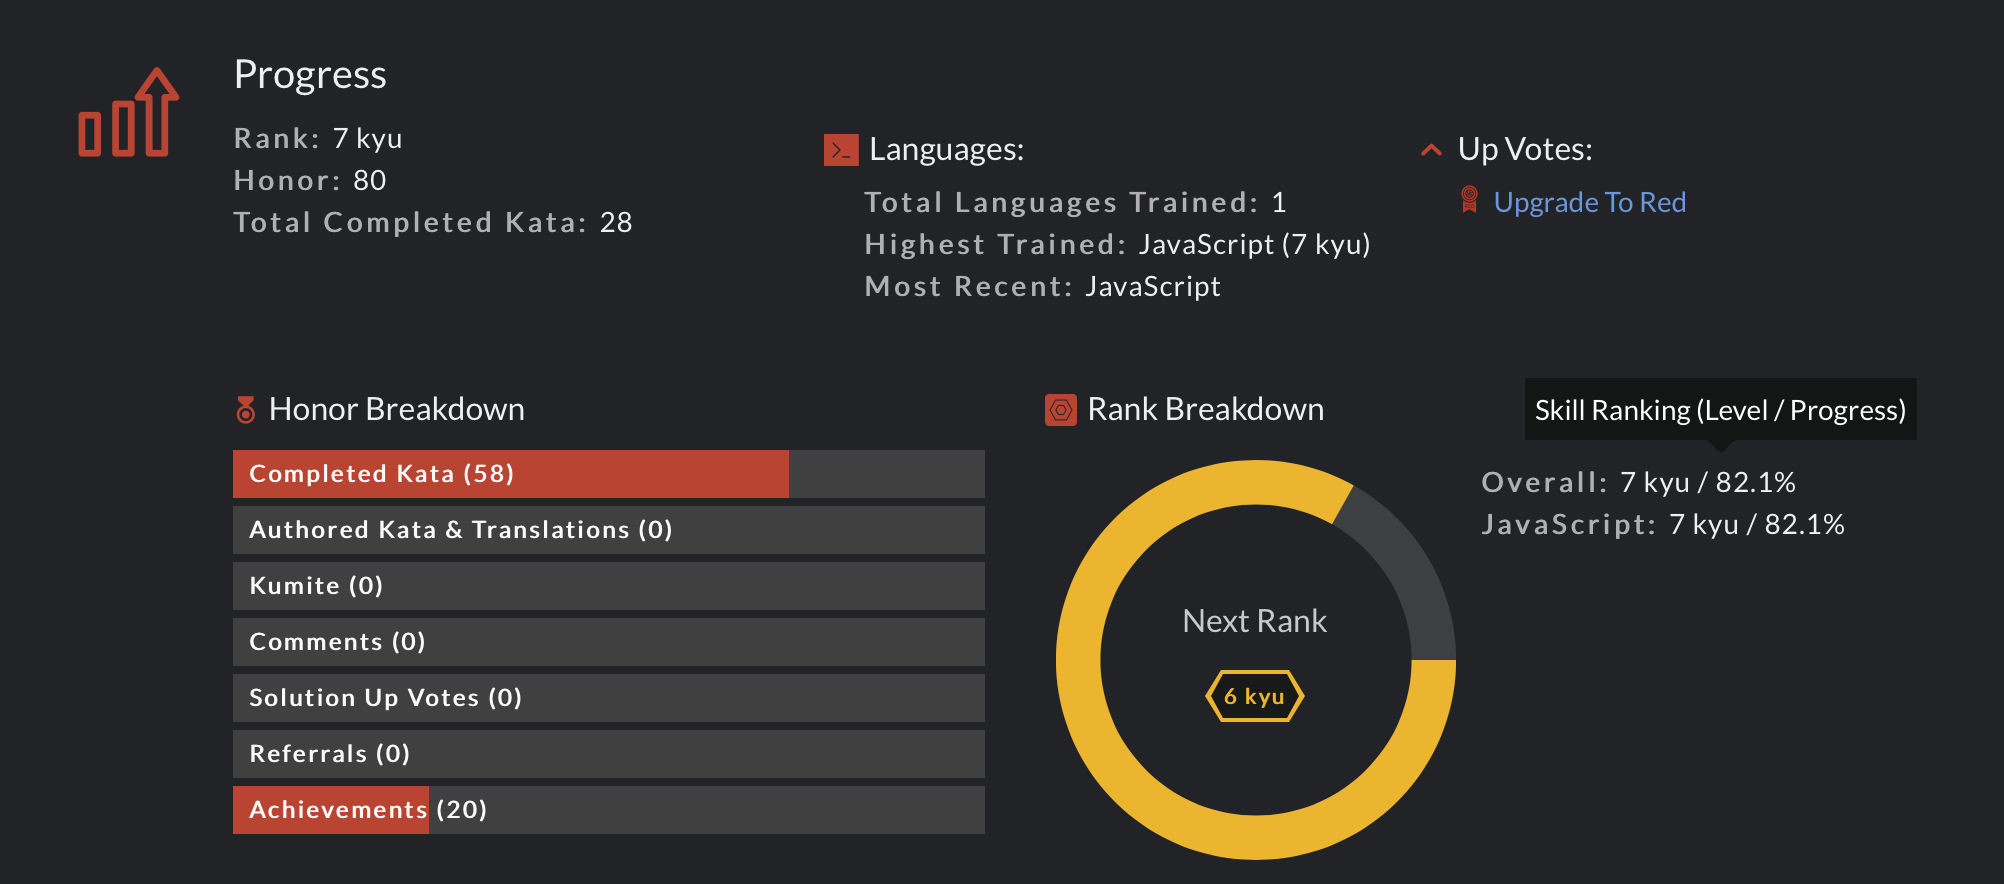 Progress
Rank: 7 kyu
Honor: 80
Total Completed Kata: 28
Languages:
Total Languages Trained: 1
Highest Trained: JavaScript (7 kyu)
Most Recent: JavaScript
Up Votes:
Upgrade To Red
Honor Breakdown
Completed Kata (58)
Authored Kata & Translations (0)
Kumite (0)
Comments (0)
Solution Up Votes (0)
Referrals (0)
Achievements (20)
Rank Breakdown
Next Rank
6 kyu
Skill Ranking (Level / Progress)
Overall: 7 kyu / 82.1%
JavaScript: 7 kyu / 82.1%